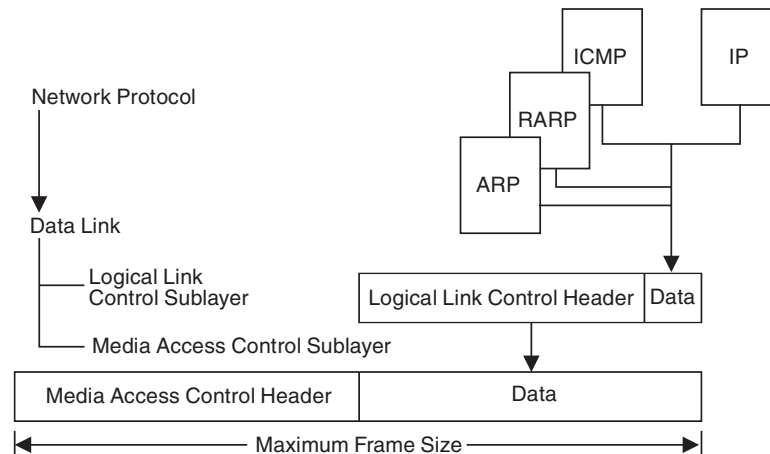 ICMP
IP
Network Protocol
RARP
ARP
Data Link
Logical Link
Control Sublayer
Logical Link Control Header
Data
Media Access Control Sublayer
Media Access Control Header
Data
Maximum Frame Size